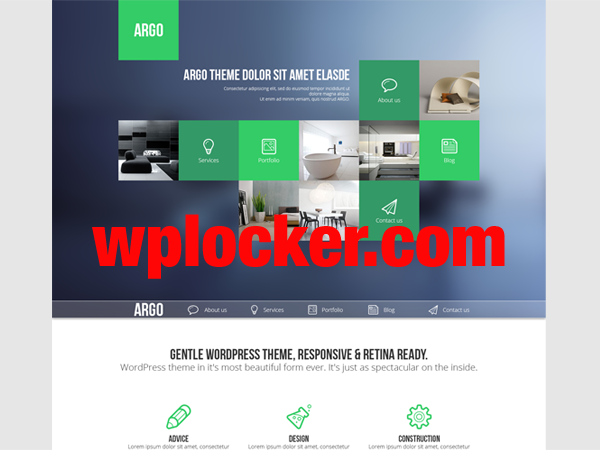 ARGO
ARGO THEME DOLOR SIT AMET ELASDE
Consectetur adipisicing elit, sed do eiusmod tempor incididunt ut
dolore magna aliqua
Ut enim ad minim veniam, quis nostrud ARGO
About us
Services
Portfolio
Blog
Contact us
wplocker.com
ARGO
About us
Services
Portfolio
Blog
Contact us
GENTLE WORDPRESS THEME, RESPONSIVE & RETINA READY.
WordPress theme in it's most beautiful form ever. It's just as spectacular on the inside.
ADVICE
DESIGN
CONSTRUCTION
Lorem ipsum dolor sit amet, consectetur
Lorem ipsum dolor sit amet, consectetur
Lorem ipsum dolor sit amet, consectetur